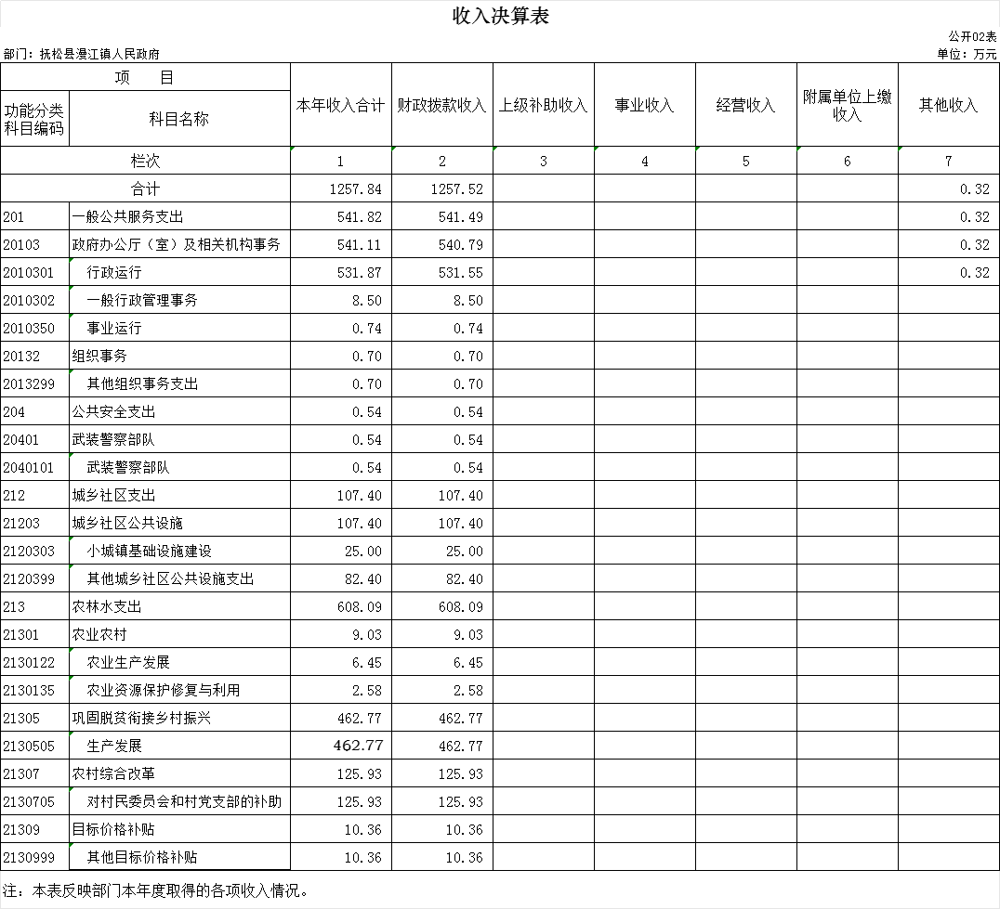 收入决算表
公开02表
部门：抚松县漫江镇人民政府 单位：万元
项 目 本年收入合计 财政拨款收入 上级补助收入 事业收入 经营收入 附属单位上缴收入 其他收入
功能分类科目编码 科目名称
栏次 1 2 3 4 5 6 7
合计 1257.84 1257.52 0.32
201 一般公共服务支出 541.82 541.49 0.32
20103 政府办公厅（室）及相关机构事务 541.11 540.79 0.32
2010301 行政运行 531.87 531.55 0.32
2010302 一般行政管理事务 8.50 8.50
2010350 事业运行 0.74 0.74
20132 组织事务 0.70 0.70
2013299 其他组织事务支出 0.70 0.70
204 公共安全支出 0.54 0.54
20401 武装警察部队 0.54 0.54
2040101 武装警察部队 0.54 0.54
212 城乡社区支出 107.40 107.40
21203 城乡社区公共设施 107.40 107.40
2120303 小城镇基础设施建设 25.00 25.00
2120399 其他城乡社区公共设施支出 82.40 82.40
213 农林水支出 608.09 608.09
21301 农业农村 9.03 9.03
2130122 农业生产发展 6.45 6.45
2130135 农业资源保护修复与利用 2.58 2.58
21305 巩固脱贫衔接乡村振兴 462.77 462.77
2130505 生产发展 462.77 462.77
21307 农村综合改革 125.93 125.93
2130705 对村民委员会和村党支部的补助 125.93 125.93
21309 目标价格补贴 10.36 10.36
2130999 其他目标价格补贴 10.36 10.36
注：本表反映部门本年度取得的各项收入情况。